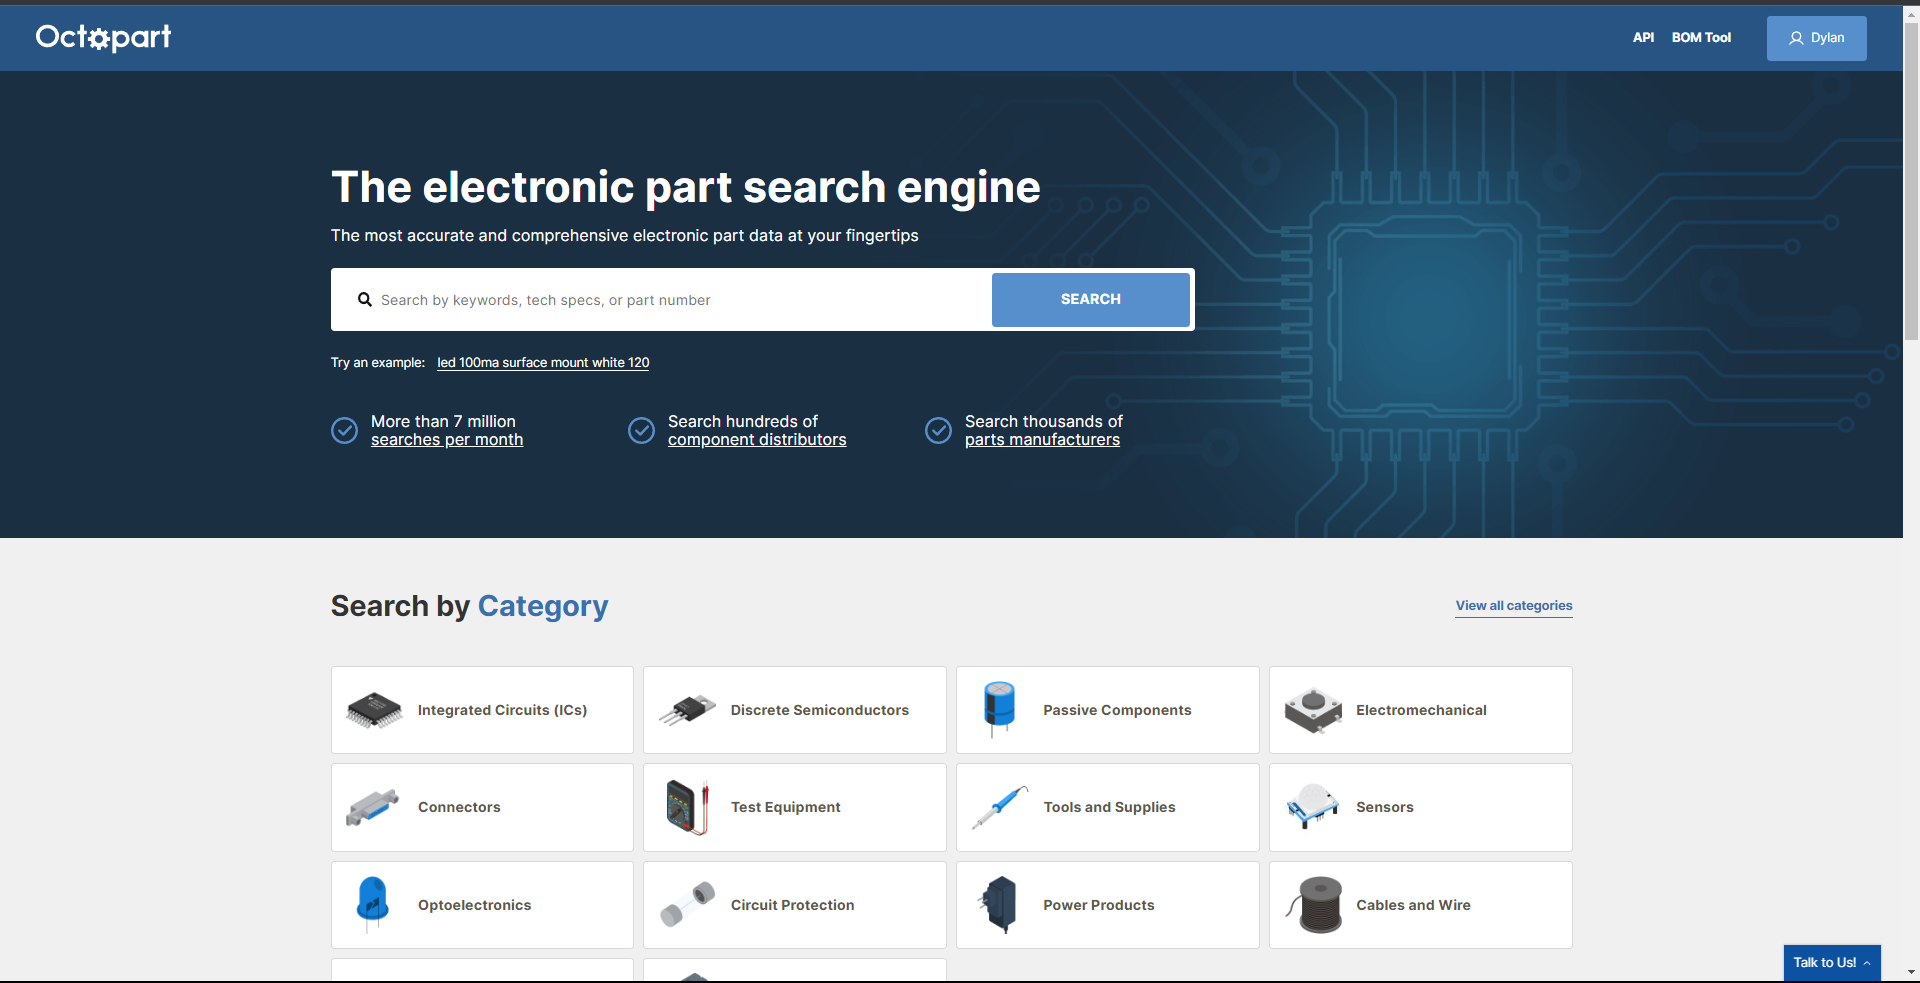 Octopart
API BOM Tool Dylan
The electronic part search engine
The most accurate and comprehensive electronic part data at your fingertips
Search by keywords, tech specs, or part number SEARCH
Try an example: led 100ma surface mount white 120
More than 7 million
searches per month
Search hundreds of
component distributors
Search thousands of
parts manufacturers
Search by Category View all categories
Integrated Circuits (ICs)
Discrete Semiconductors
Passive Components
Electromechanical
Connectors
Test Equipment
Tools and Supplies
Sensors
Optoelectronics
Circuit Protection
Power Products
Cables and Wire
Talk to Us!